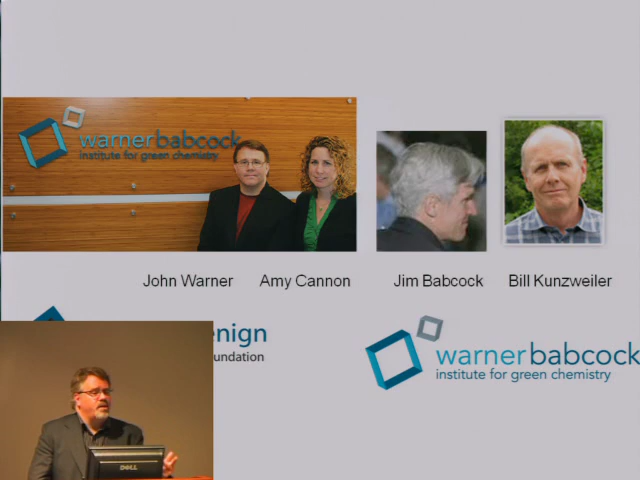 warnerbabcock
institute for green chemistry
John Warner
Amy Cannon
Jim Babcock
Bill Kunzweiler
enign
undation
warnerbabcock
institute for green chemistry
DELL